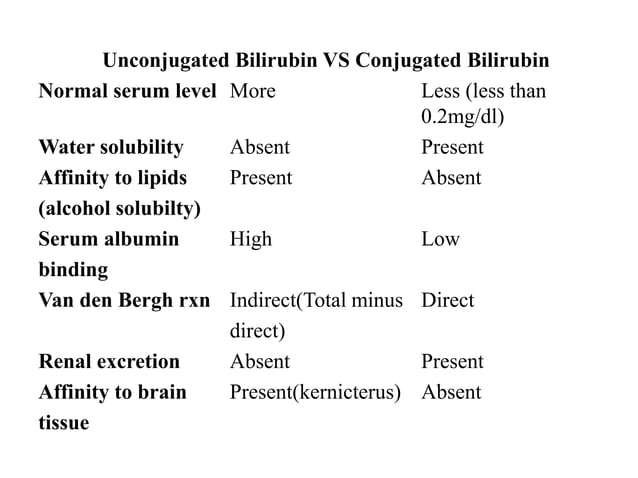 Unconjugated Bilirubin VS Conjugated Bilirubin
Normal serum level More Less (less than
0.2mg/dl)
Water solubility Absent Present
Affinity to lipids Present Absent
(alcohol solubilty)
Serum albumin High Low
binding
Van den Bergh rxn Indirect(Total minus Direct
direct)
Renal excretion Absent Present
Affinity to brain Present(kernicterus) Absent
tissue